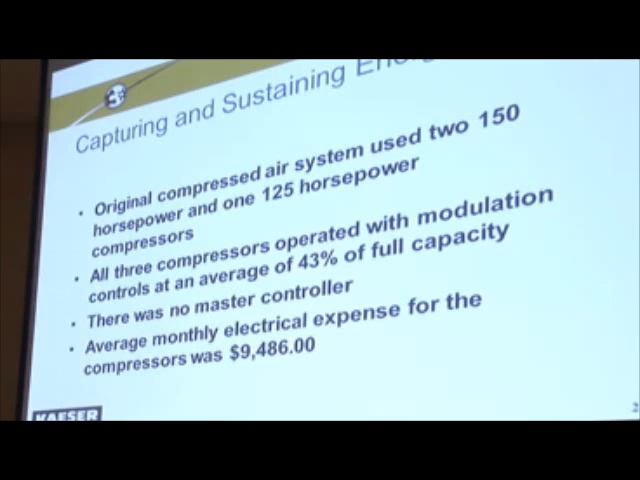 Capturing and Sustaining
• Original compressed air system used two 150
horsepower and one 125 horsepower
compressors
• All three compressors operated with modulation
controls at an average of 43% of full capacity
• There was no master controller
• Average monthly electrical expense for the
compressors was $9,486.00
KAESER
2